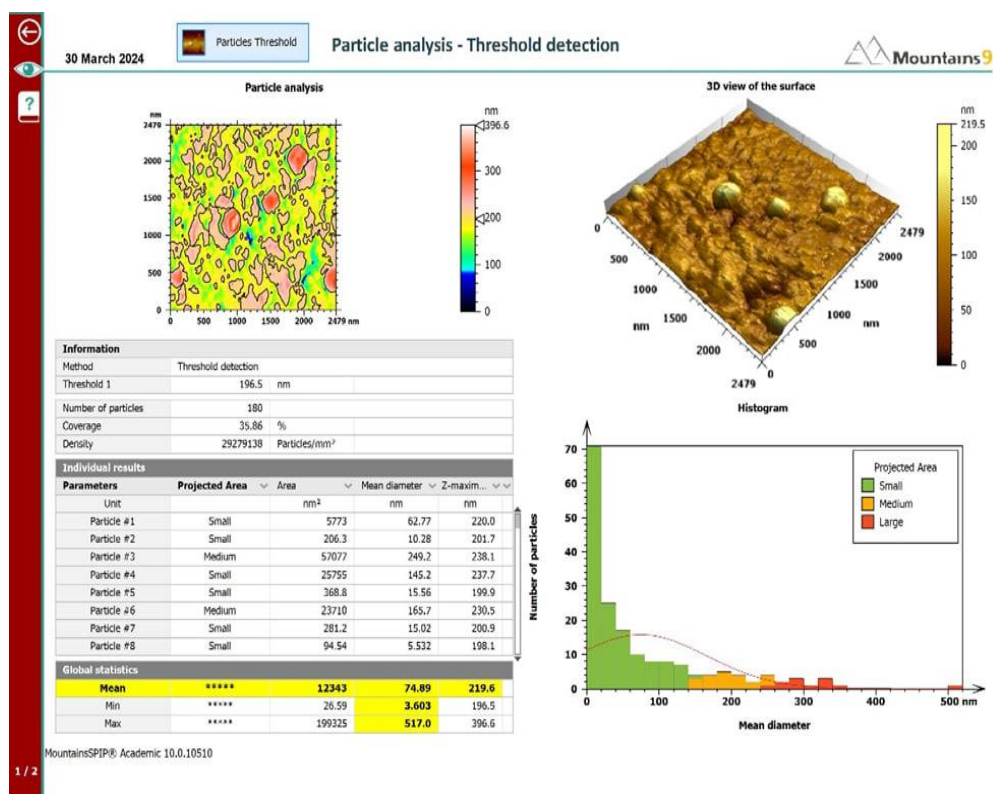 30 March 2024
Particles Threshold
Particle analysis - Threshold detection
Mountains9
Particle analysis
nm
2479
2000
1500
1000
500
0
0 500 1000 1500 2000 2479 nm
nm
396.6
300
200
100
0
3D view of the surface
nm
219.5
200
150
100
50
0
0
500
1000
nm 1500
2000
2479
2479
2000
1500
1000 nm
500
0
Information
Method Threshold detection
Threshold 1 196.5 nm
Number of particles 180
Coverage 35.86 %
Density 29279138 Particles/mm²
Individual results
Parameters Projected Area Area Mean diameter Z-maxim...
Unit nm² nm nm
Particle #1 Small 5773 62.77 220.0
Particle #2 Small 206.3 10.28 201.7
Particle #3 Medium 57077 249.2 238.1
Particle #4 Small 25755 145.2 237.7
Particle #5 Small 368.8 15.56 199.9
Particle #6 Medium 23710 165.7 230.5
Particle #7 Small 281.2 15.02 200.9
Particle #8 Small 94.54 5.532 198.1
Global statistics
Mean ***** 12343 74.89 219.6
Min ***** 26.59 3.603 196.5
Max ***** 199325 517.0 396.6
Histogram
Number of particles
70
60
50
40
30
20
10
0
Projected Area
Small
Medium
Large
0 100 200 300 400 500 nm
Mean diameter
MountainsSPIP® Academic 10.0.10510
1 / 2
?